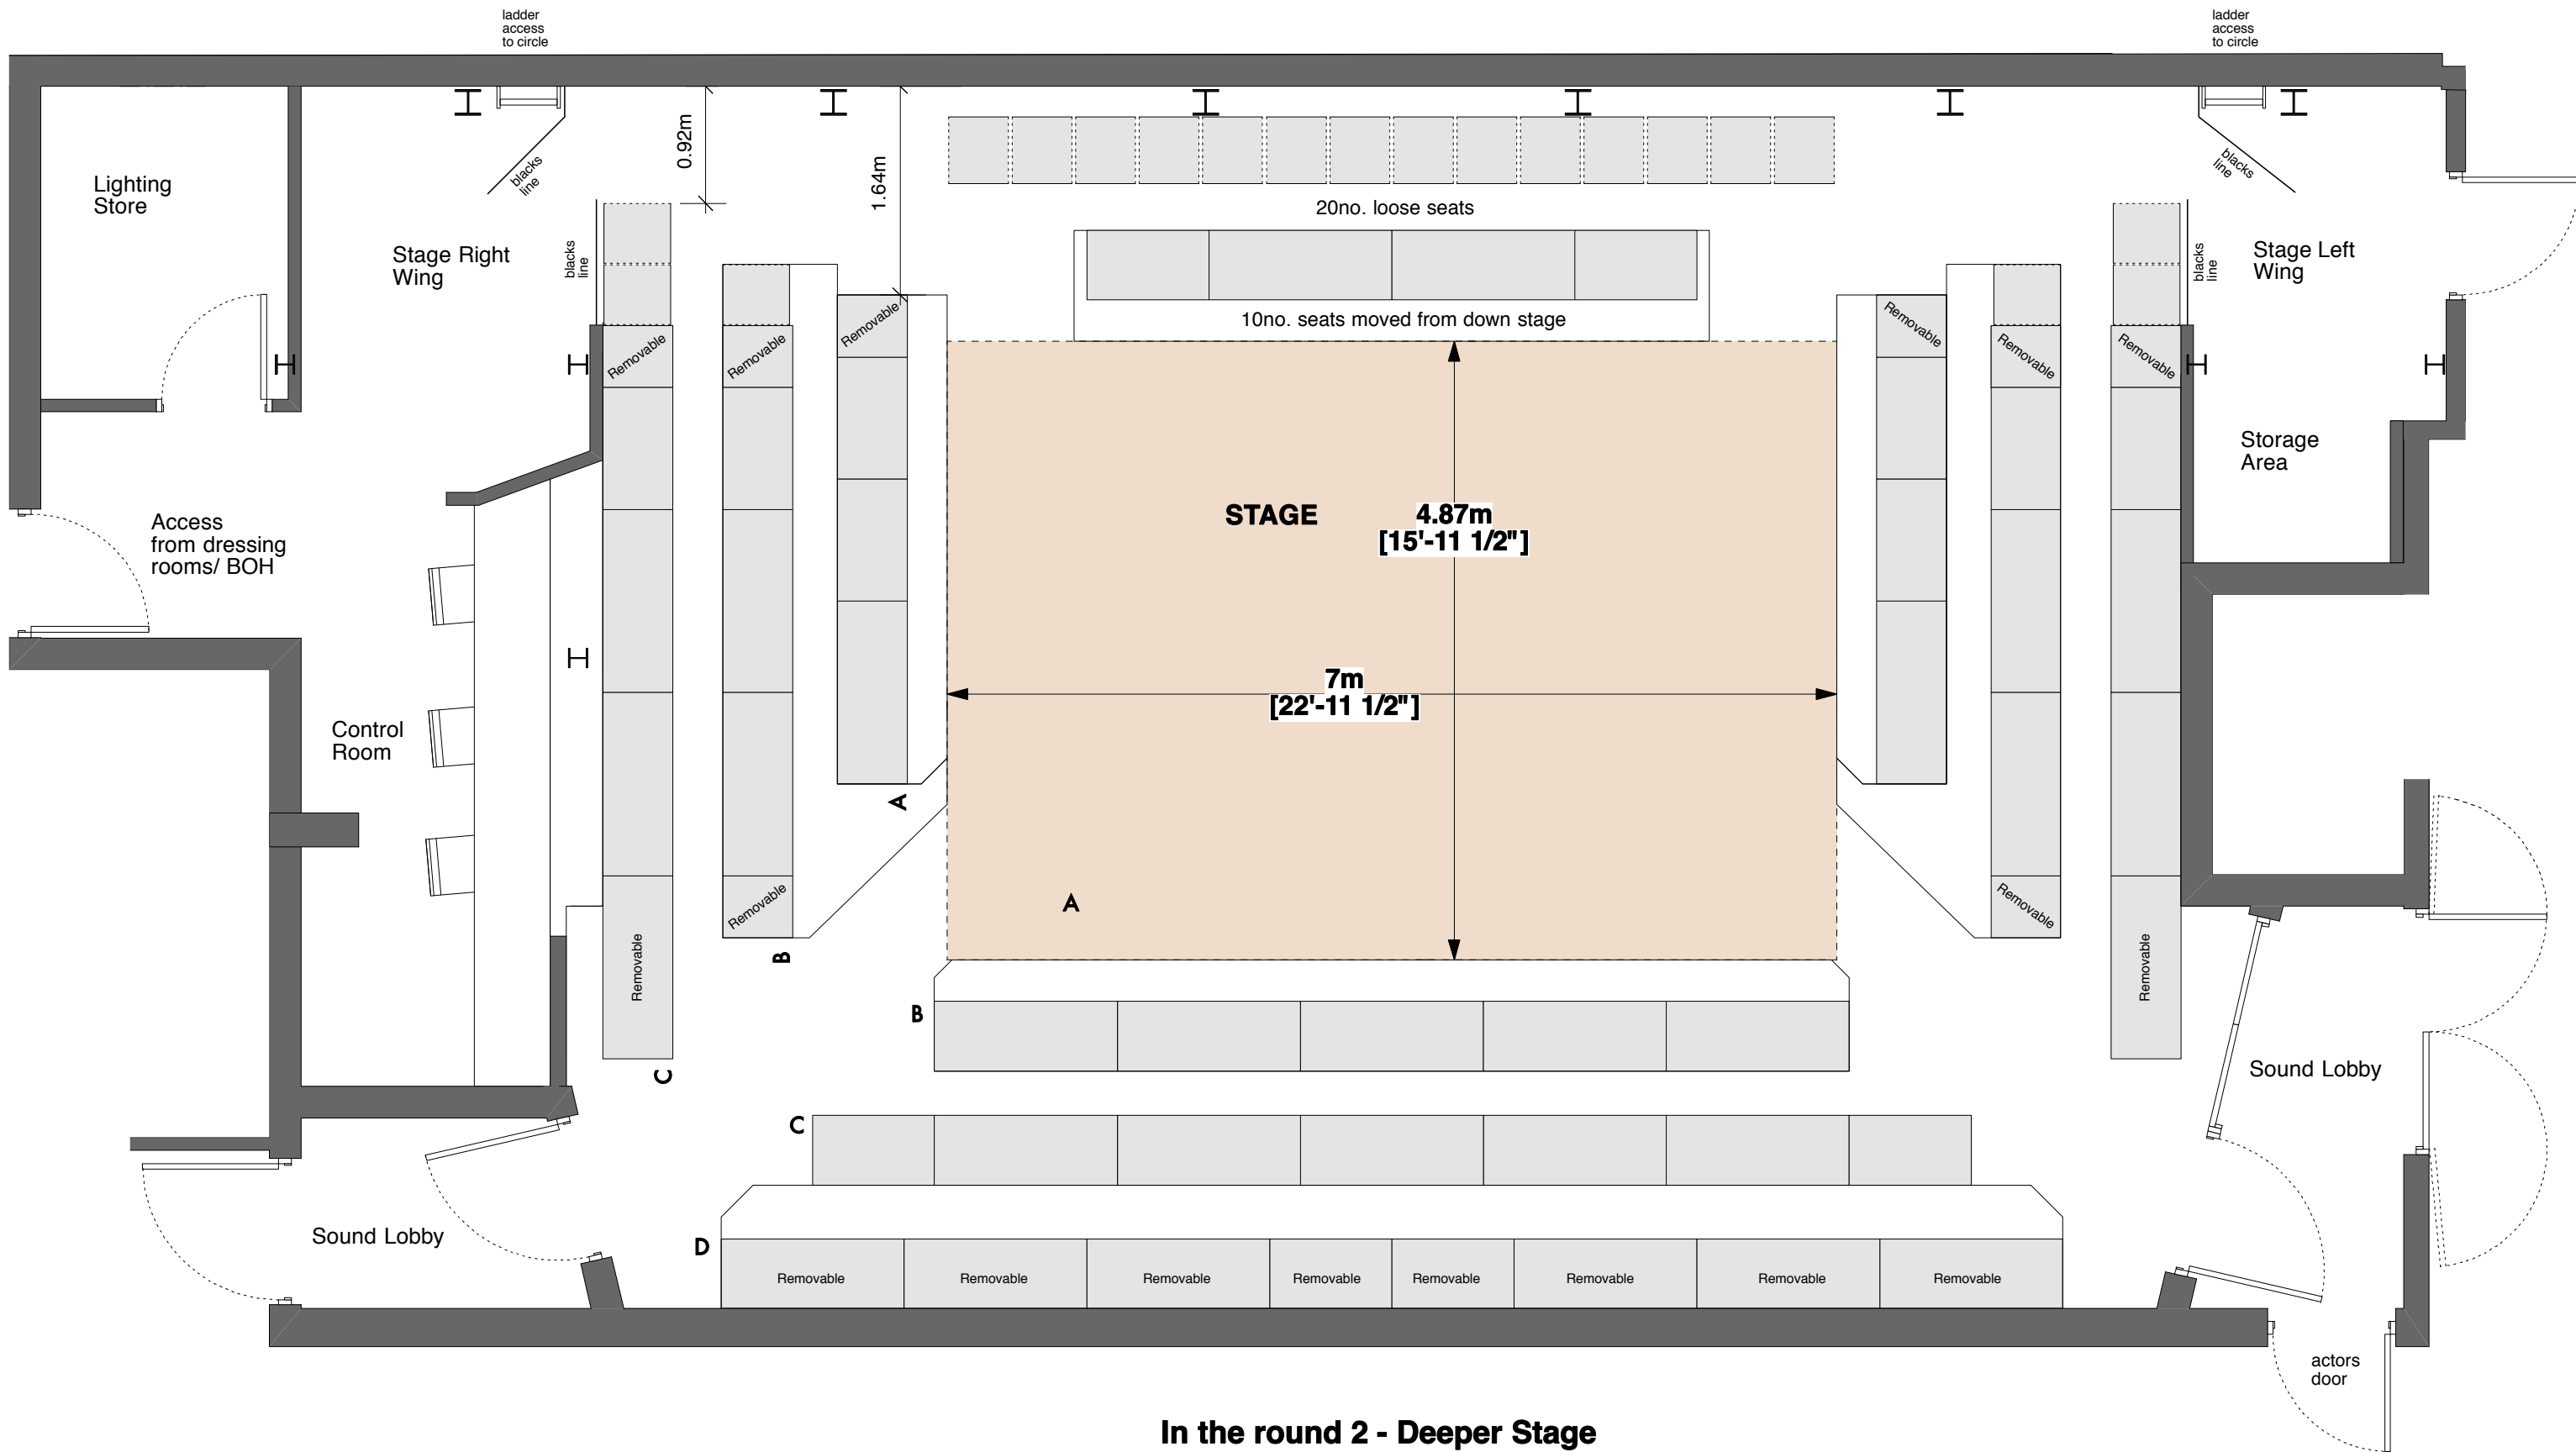 ladder
access
to circle
ladder
access
to circle
0.92m
1.64m
blacks
line
blacks
line
Lighting
Store
20no. loose seats
Stage Right
Wing
blacks
line
blacks
line
Stage Left
Wing
10no. seats moved from down stage
Removable
Removable
Removable
Removable
Removable
Removable
Storage
Area
STAGE
4.87m
[15'-11 1/2"]
Access
from dressing
rooms/ BOH
7m
[22'-11 1/2"]
Control
Room
A
A
Removable
Removable
B
Removable
Removable
B
C
Sound Lobby
C
Sound Lobby
D
Removable
Removable
Removable
Removable
Removable
Removable
Removable
Removable
actors
door
In the round 2 - Deeper Stage